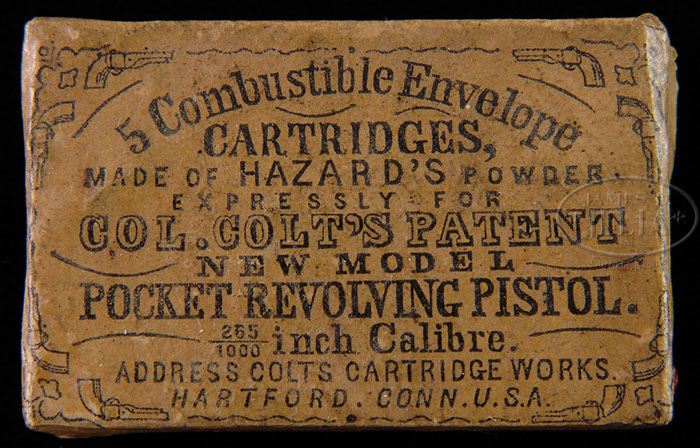 5 Combustible Envelope
CARTRIDGES,
MADE OF HAZARD'S POWDER.
EXPRESSLY FOR
COL. COLT'S PATENT
NEW MODEL
POCKET REVOLVING PISTOL.
265/1000 inch Calibre.
ADDRESS COLTS CARTRIDGE WORKS.
HARTFORD. CONN. U.S.A.